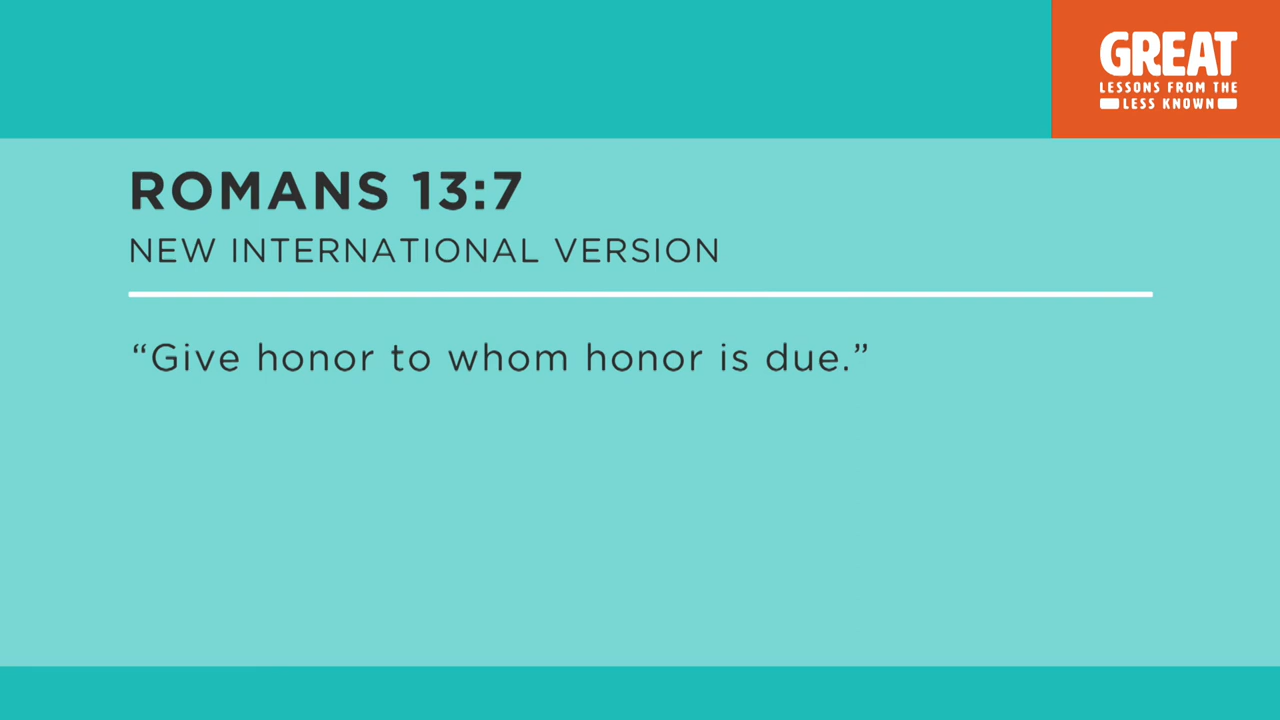 GREAT
LESSONS FROM THE
LESS KNOWN
ROMANS 13:7
NEW INTERNATIONAL VERSION
“Give honor to whom honor is due.”